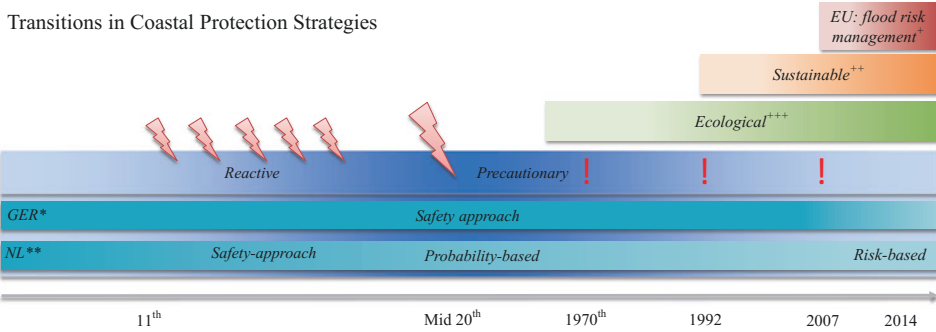 Transitions in Coastal Protection Strategies
EU: flood risk
management+
Sustainable++
Ecological+++
Reactive
Precautionary
!
!
!
GER*
Safety approach
NL**
Safety-approach
Probability-based
Risk-based
11th
Mid 20th
1970th
1992
2007
2014